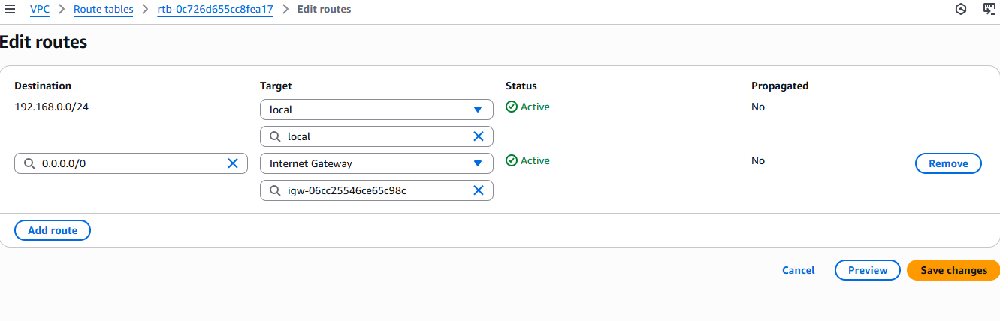 VPC > Route tables > rtb-0c726d655cc8fea17 > Edit routes
Edit routes
Destination Target Status Propagated
192.168.0.0/24 local Active No
local
0.0.0.0/0 Internet Gateway Active No Remove
igw-06cc25546ce65c98c
Add route
Cancel Preview Save changes